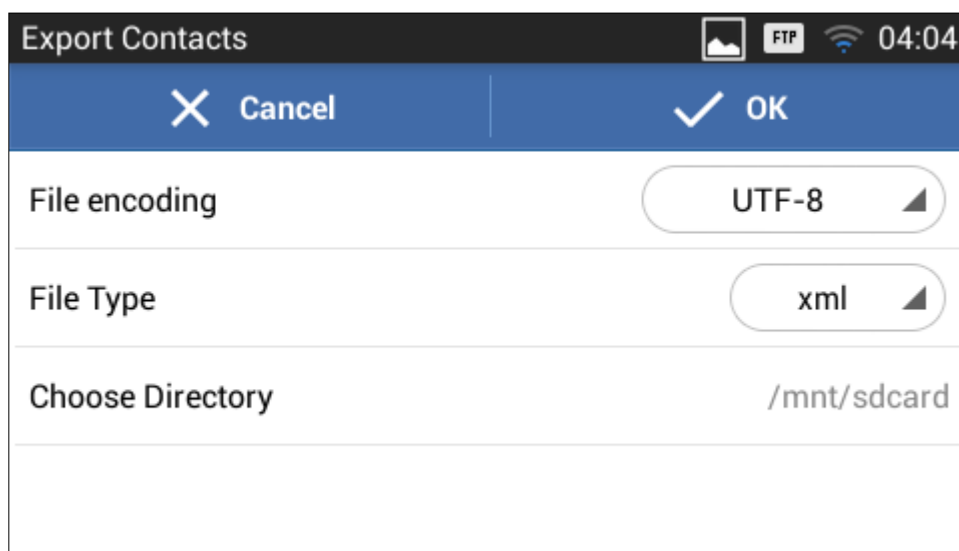 Export Contacts FTP 04:04
Cancel OK
File encoding UTF-8
File Type xml
Choose Directory /mnt/sdcard